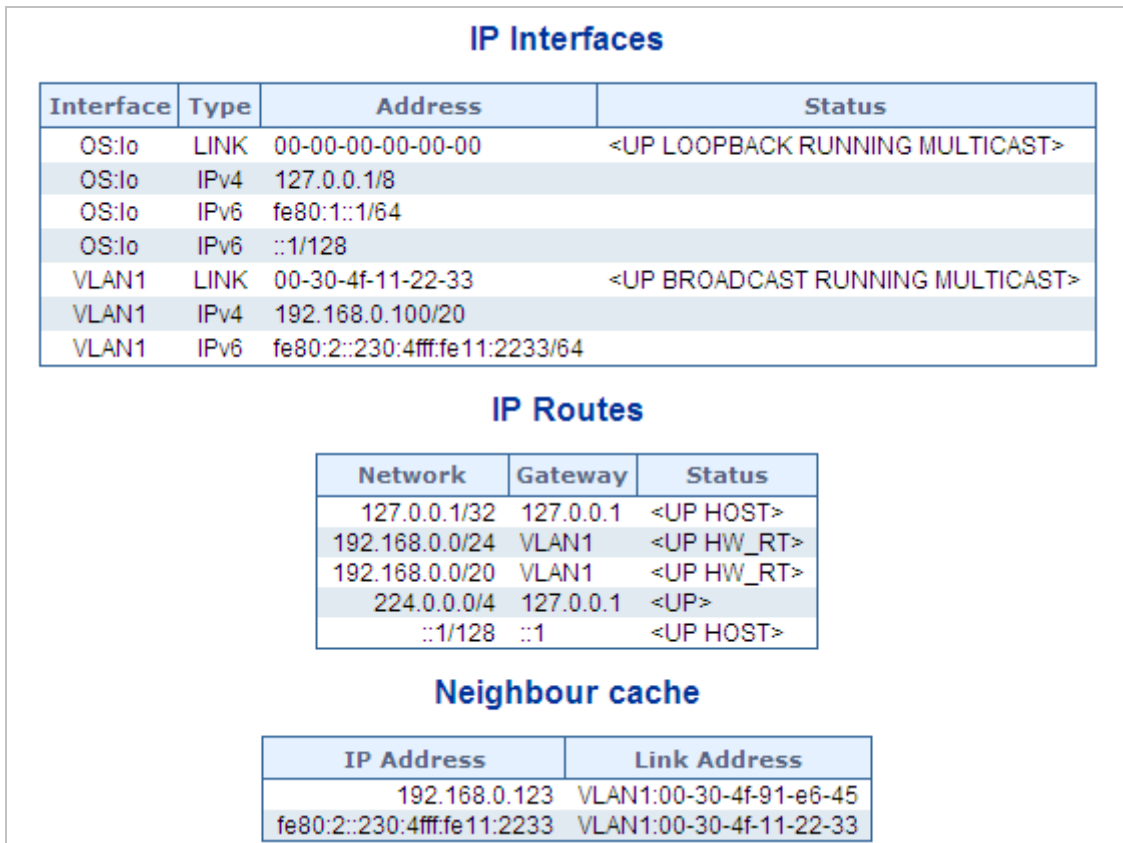 IP Interfaces
Interface Type Address Status
OS:lo LINK 00-00-00-00-00-00 <UP LOOPBACK RUNNING MULTICAST>
OS:lo IPv4 127.0.0.1/8
OS:lo IPv6 fe80:1::1/64
OS:lo IPv6 ::1/128
VLAN1 LINK 00-30-4f-11-22-33 <UP BROADCAST RUNNING MULTICAST>
VLAN1 IPv4 192.168.0.100/20
VLAN1 IPv6 fe80:2::230:4fff:fe11:2233/64
IP Routes
Network Gateway Status
127.0.0.1/32 127.0.0.1 <UP HOST>
192.168.0.0/24 VLAN1 <UP HW_RT>
192.168.0.0/20 VLAN1 <UP HW_RT>
224.0.0.0/4 127.0.0.1 <UP>
::1/128 ::1 <UP HOST>
Neighbour cache
IP Address Link Address
192.168.0.123 VLAN1:00-30-4f-91-e6-45
fe80:2::230:4fff:fe11:2233 VLAN1:00-30-4f-11-22-33